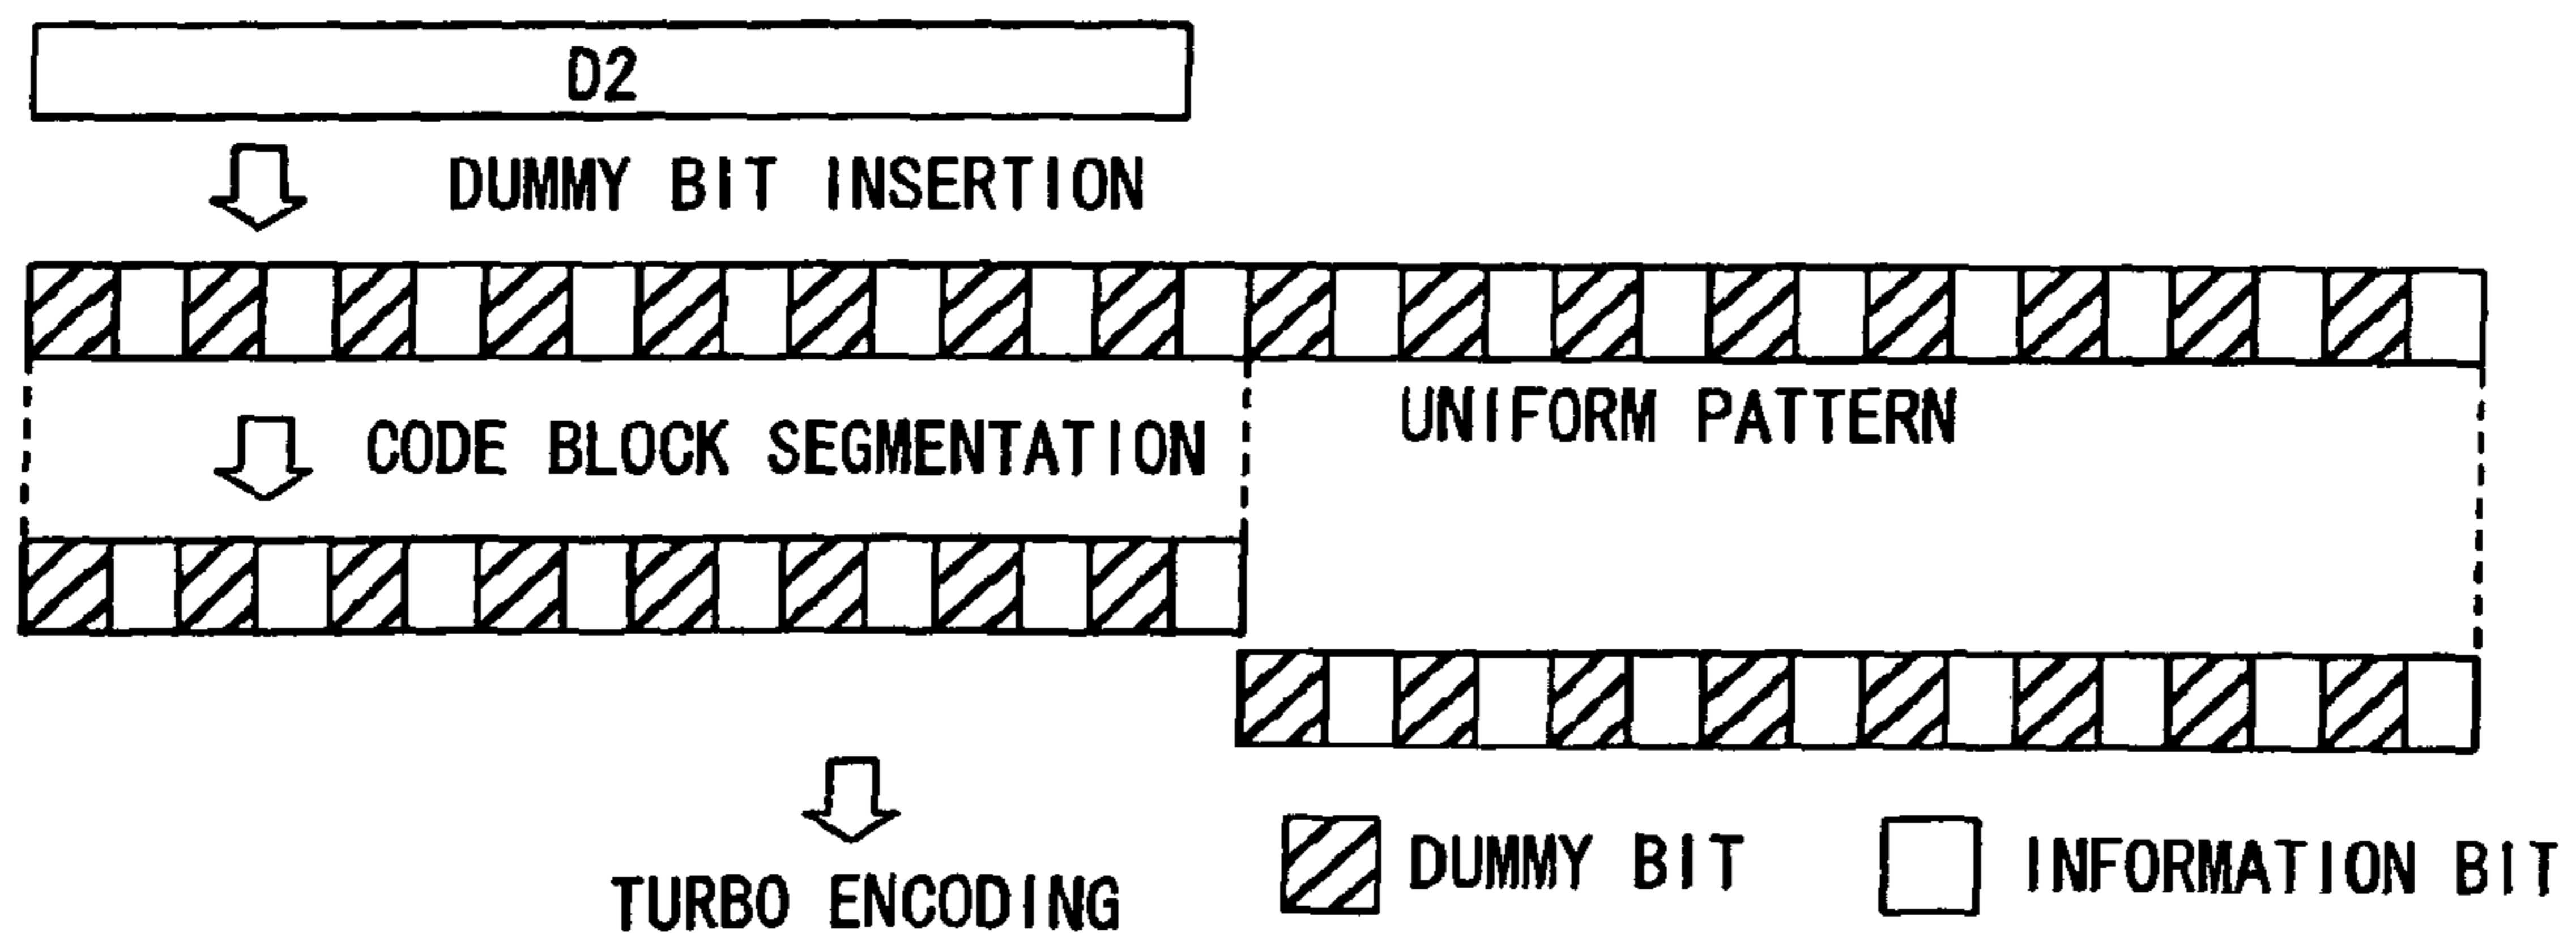 D2
DUMMY BIT INSERTION
UNIFORM PATTERN
CODE BLOCK SEGMENTATION
DUMMY BIT
INFORMATION BIT
TURBO ENCODING